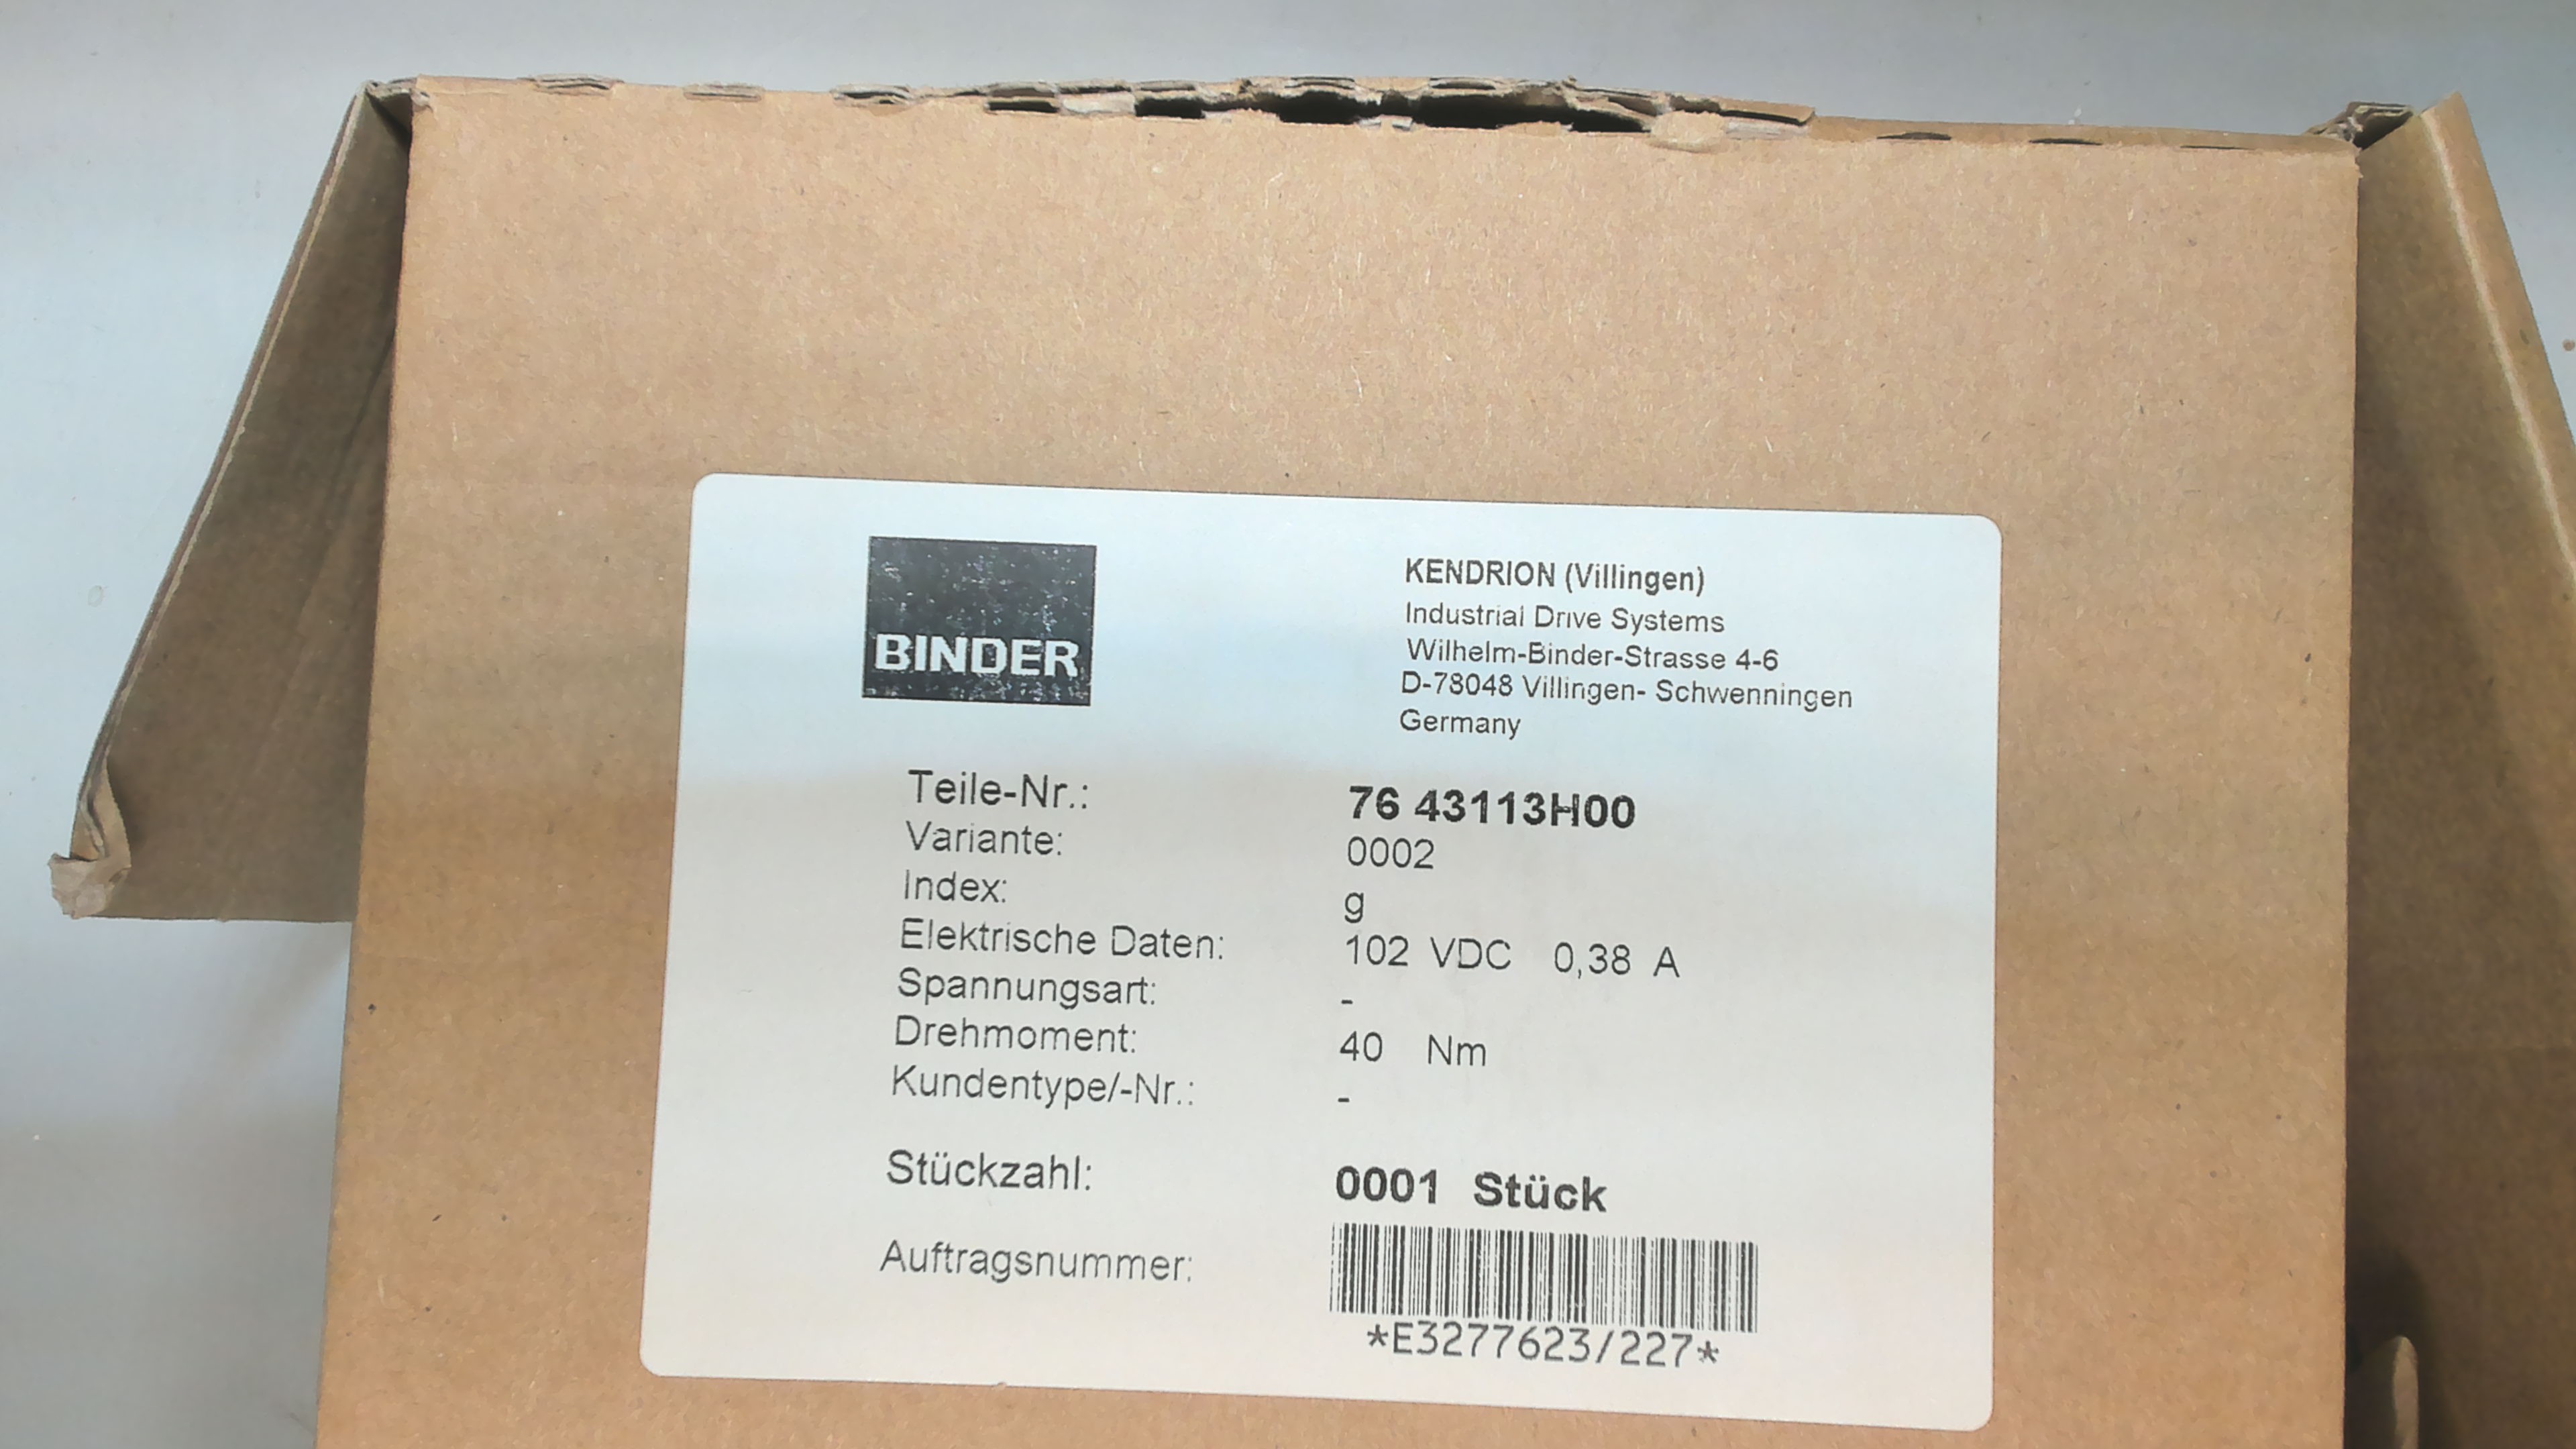 BINDER
KENDRION (Villingen)
Industrial Drive Systems
Wilhelm-Binder-Strasse 4-6
D-78048 Villingen- Schwenningen
Germany
Teile-Nr.: 76 43113H00
Variante: 0002
Index: g
Elektrische Daten: 102 VDC 0,38 A
Spannungsart: -
Drehmoment: 40 Nm
Kundentype/-Nr.: -
Stückzahl: 0001 Stück
Auftragsnummer:
*E3277623/227*